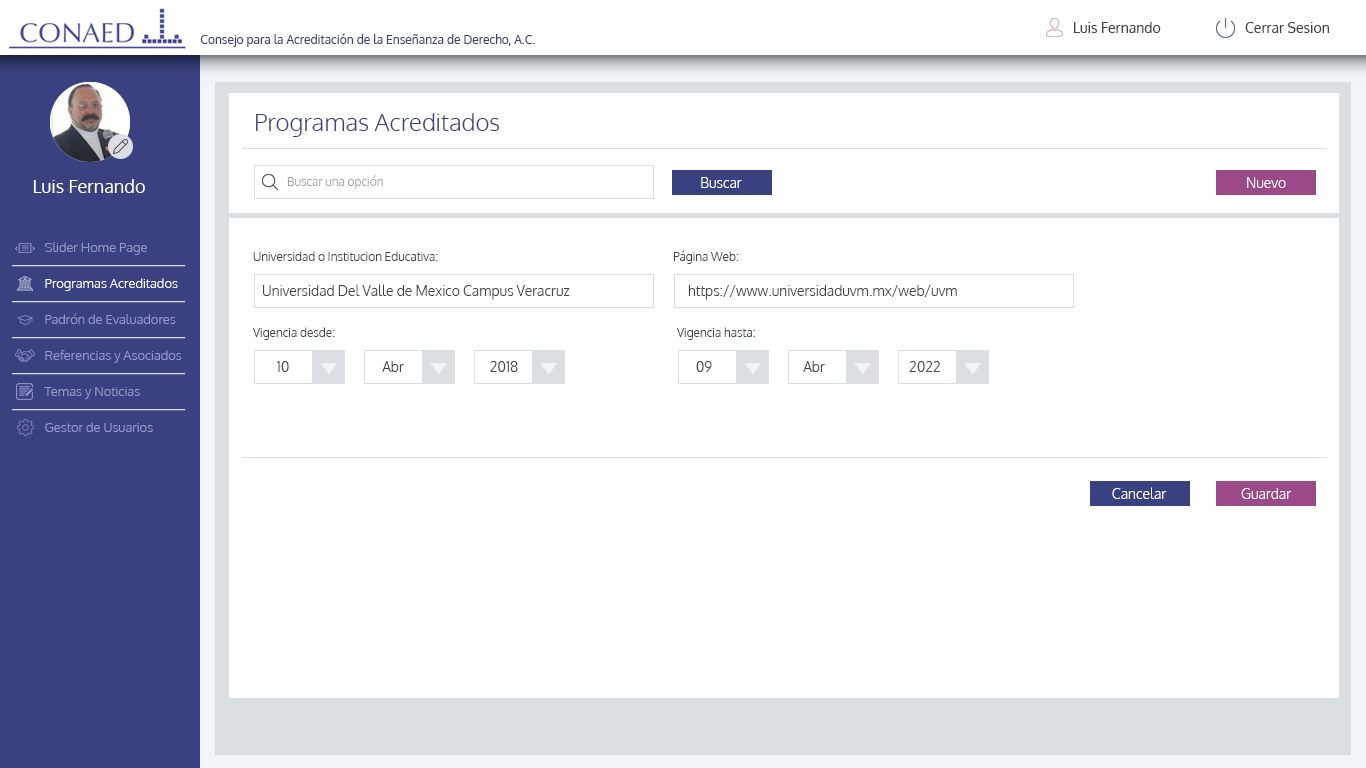 CONAED
Consejo para la Acreditación de la Enseñanza de Derecho, A.C.
Luis Fernando
Cerrar Sesion
Luis Fernando
Slider Home Page
Programas Acreditados
Padrón de Evaluadores
Referencias y Asociados
Temas y Noticias
Gestor de Usuarios
Programas Acreditados
Buscar una opción
Buscar
Nuevo
Universidad o Institucion Educativa:
Página Web:
Universidad Del Valle de Mexico Campus Veracruz
https://www.universidaduvm.mx/web/uvm
Vigencia desde:
Vigencia hasta:
10 Abr 2018
09 Abr 2022
Cancelar
Guardar